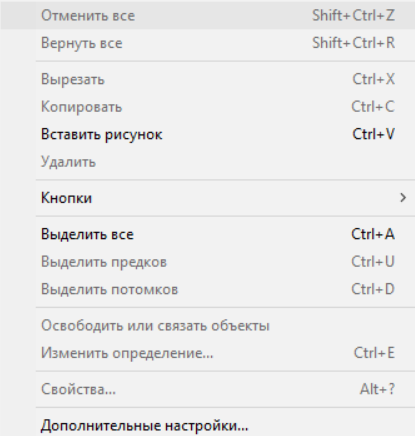 Отменить все Shift+Ctrl+Z
Вернуть все Shift+Ctrl+R
Вырезать Ctrl+X
Копировать Ctrl+C
Вставить рисунок Ctrl+V
Удалить
Кнопки
Выделить все Ctrl+A
Выделить предков Ctrl+U
Выделить потомков Ctrl+D
Освободить или связать объекты
Изменить определение... Ctrl+E
Свойства... Alt+?
Дополнительные настройки...